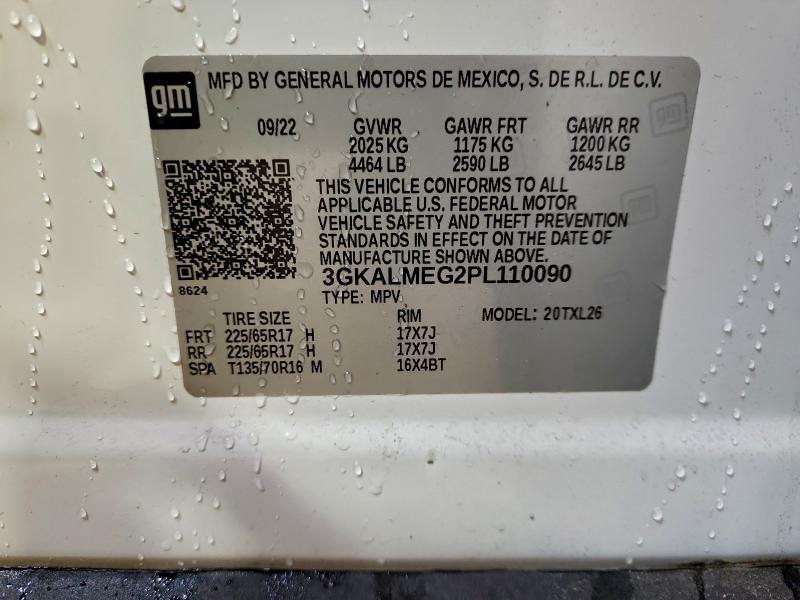 gm
MFD BY GENERAL MOTORS DE MEXICO, S. DE R.L. DE C.V.
09/22 GVWR GAWR FRT GAWR RR
2025 KG 1175 KG 1200 KG
4464 LB 2590 LB 2645 LB
THIS VEHICLE CONFORMS TO ALL
APPLICABLE U.S. FEDERAL MOTOR
VEHICLE SAFETY AND THEFT PREVENTION
STANDARDS IN EFFECT ON THE DATE OF
MANUFACTURE SHOWN ABOVE.
3GKALMEG2PL110090
8624 TYPE: MPV
TIRE SIZE RIM MODEL: 20TXL26
FRT 225/65R17 H 17X7J
RR 225/65R17 H 17X7J
SPA T135/70R16 M 16X4BT